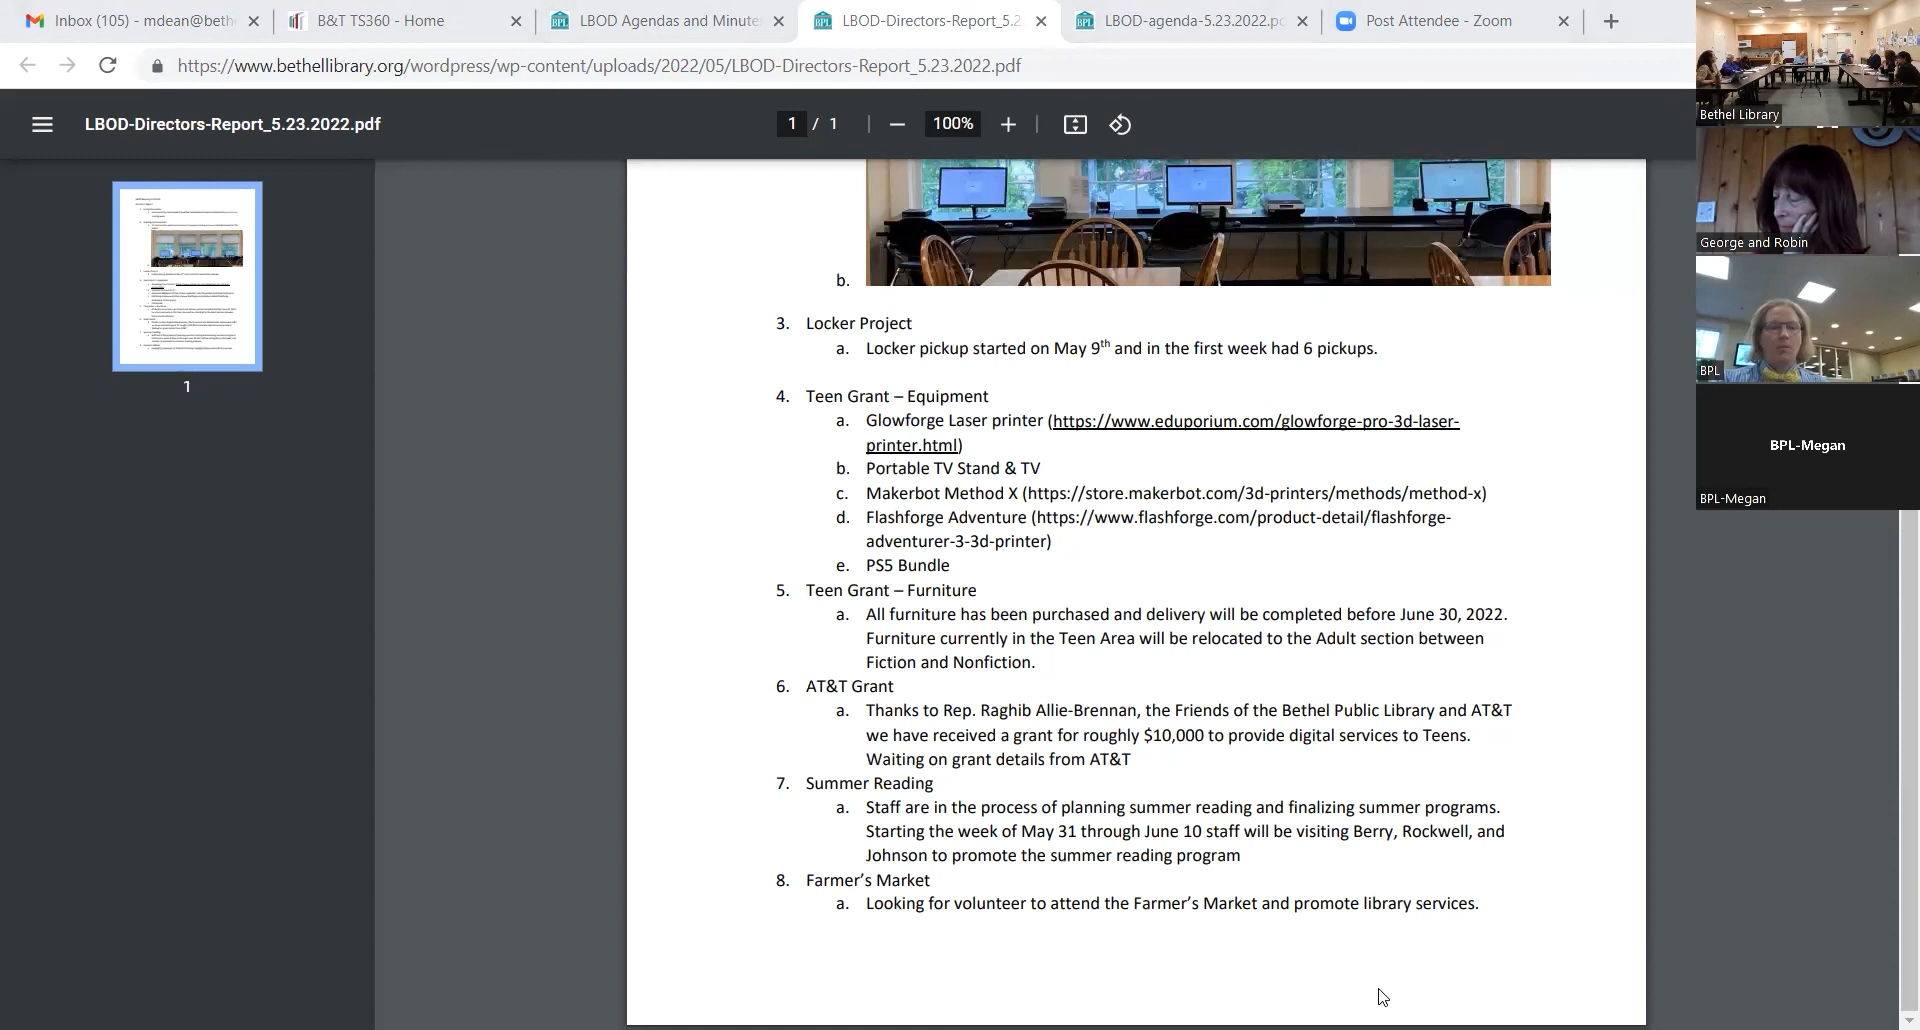 Inbox (105) - mdean@beth
B&T TS360 - Home
BPL
LBOD Agendas and Minute
BPL
LBOD-Directors-Report_5.2
BPL
LBOD-agenda-5.23.2022.pd
Post Attendee - Zoom
https://www.bethellibrary.org/wordpress/wp-content/uploads/2022/05/LBOD-Directors-Report_5.23.2022.pdf
LBOD-Directors-Report_5.23.2022.pdf
1 / 1
100%
1
b.
3. Locker Project
a. Locker pickup started on May 9th and in the first week had 6 pickups.
4. Teen Grant – Equipment
a. Glowforge Laser printer (https://www.eduporium.com/glowforge-pro-3d-laser-
printer.html)
b. Portable TV Stand & TV
c. Makerbot Method X (https://store.makerbot.com/3d-printers/methods/method-x)
d. Flashforge Adventure (https://www.flashforge.com/product-detail/flashforge-
adventurer-3-3d-printer)
e. PS5 Bundle
5. Teen Grant – Furniture
a. All furniture has been purchased and delivery will be completed before June 30, 2022.
Furniture currently in the Teen Area will be relocated to the Adult section between
Fiction and Nonfiction.
6. AT&T Grant
a. Thanks to Rep. Raghib Allie-Brennan, the Friends of the Bethel Public Library and AT&T
we have received a grant for roughly $10,000 to provide digital services to Teens.
Waiting on grant details from AT&T
7. Summer Reading
a. Staff are in the process of planning summer reading and finalizing summer programs.
Starting the week of May 31 through June 10 staff will be visiting Berry, Rockwell, and
Johnson to promote the summer reading program
8. Farmer’s Market
a. Looking for volunteer to attend the Farmer’s Market and promote library services.
Bethel Library
George and Robin
BPL
BPL-Megan
BPL-Megan